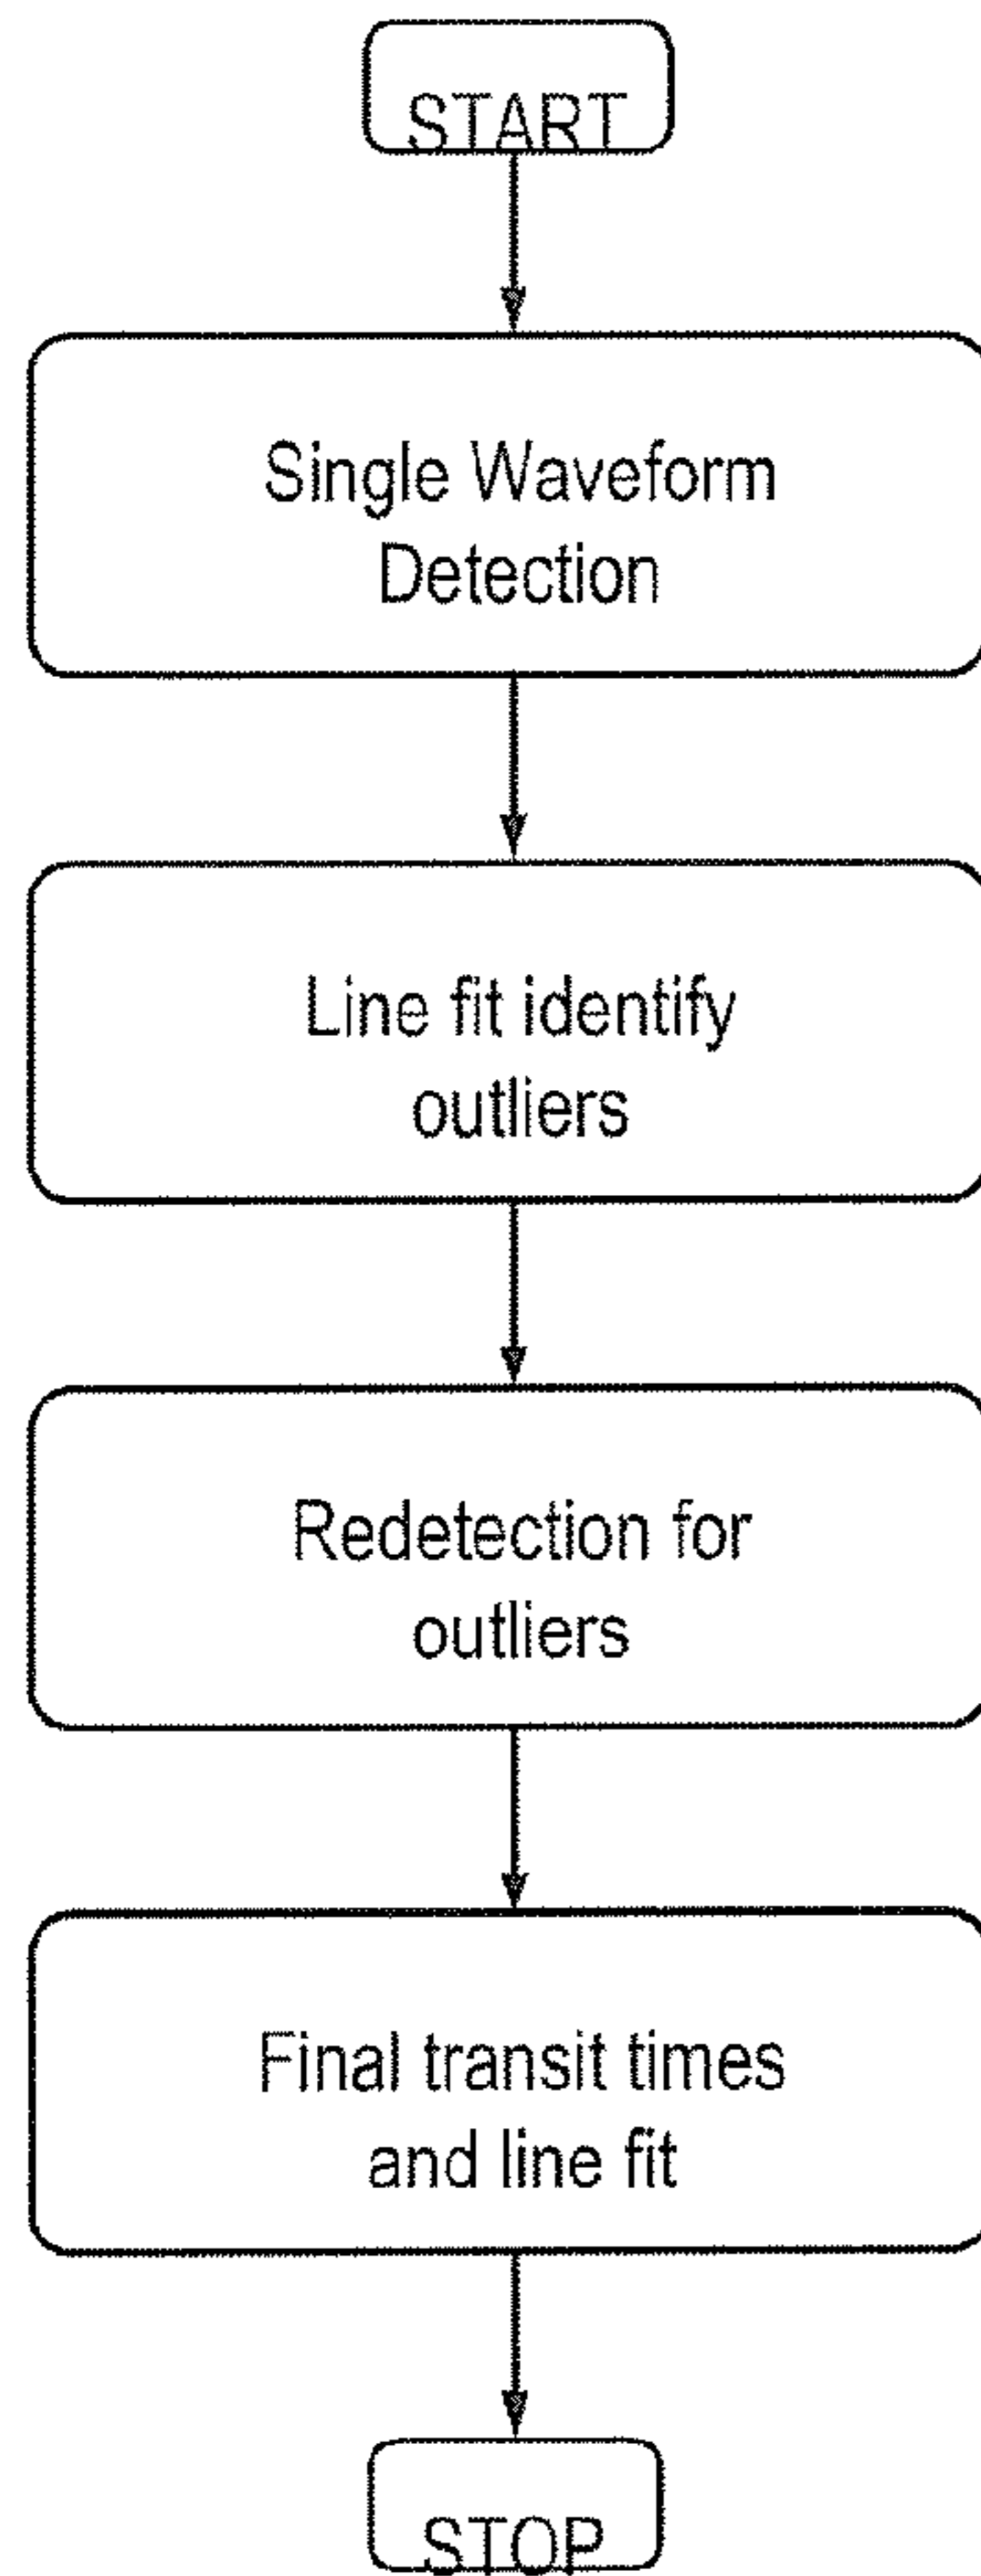 START
Single Waveform
Detection
Line fit identify
outliers
Redetection for
outliers
Final transit times
and line fit
STOP